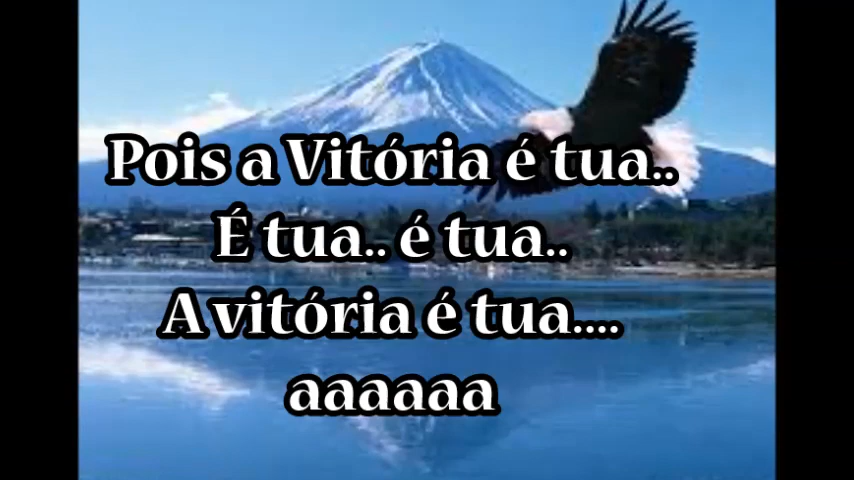 Pois a Vitória é tua..
É tua.. é tua..
A vitória é tua....
aaaaaa